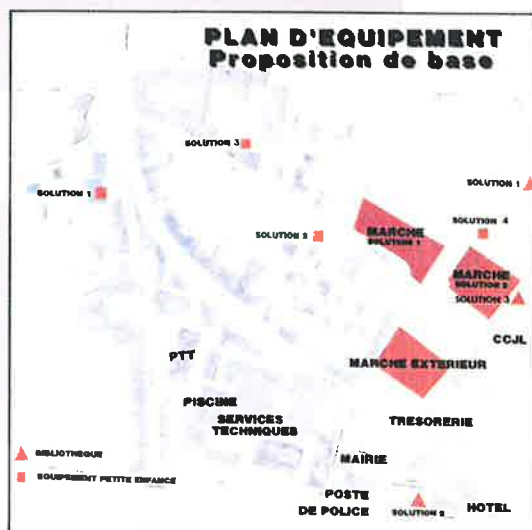 PLAN D'EQUIPEMENT
Proposition de base
SOLUTION 3
SOLUTION 1
SOLUTION 1
SOLUTION 2
MARCHE
SOLUTION 1
SOLUTION 4
MARCHE
SOLUTION 2
SOLUTION 3
CCJL
PTT
MARCHE EXTERIEUR
PISCINE
SERVICES
TECHNIQUES
TRESORERIE
BIBLIOTHEQUE
MAIRIE
EQUIPEMENT PETITE ENFANCE
POSTE
DE POLICE
SOLUTION 2
HOTEL